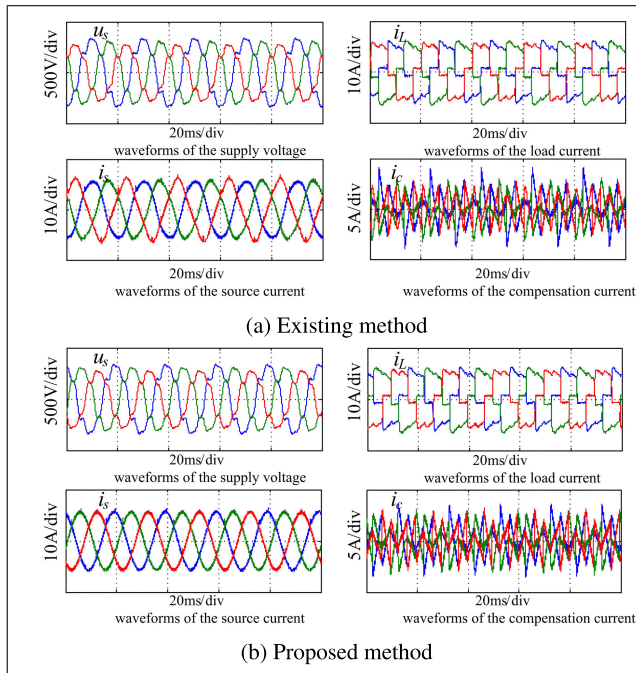 u_s
500V/div
20ms/div
waveforms of the supply voltage
i_L
10A/div
20ms/div
waveforms of the load current
i_s
10A/div
20ms/div
waveforms of the source current
i_c
5A/div
20ms/div
waveforms of the compensation current
(a) Existing method
u_s
500V/div
20ms/div
waveforms of the supply voltage
i_L
10A/div
20ms/div
waveforms of the load current
i_s
10A/div
20ms/div
waveforms of the source current
i_c
5A/div
20ms/div
waveforms of the compensation current
(b) Proposed method